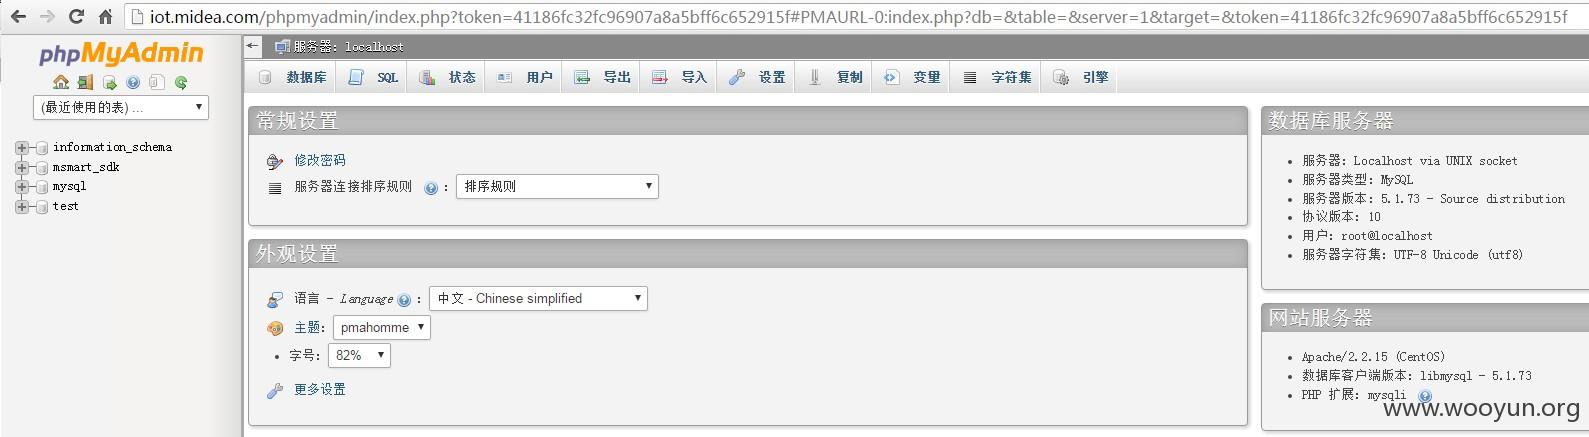 iot.midea.com/phpmyadmin/index.php?token=41186fc32fc96907a8a5bff6c652915f#PMAURL-0:index.php?db=&table=&server=1&target=&token=41186fc32fc96907a8a5bff6c652915f
phpMyAdmin
(最近使用的表) ...
information_schema
msmart_sdk
mysql
test
服务器: localhost
数据库 SQL 状态 用户 导出 导入 设置 复制 变量 字符集 引擎
常规设置
修改密码
服务器连接排序规则 : 排序规则
外观设置
语言 - Language : 中文 - Chinese simplified
主题: pmahomme
字号: 82%
更多设置
数据库服务器
服务器: Localhost via UNIX socket
服务器类型: MySQL
服务器版本: 5.1.73 - Source distribution
协议版本: 10
用户: root@localhost
服务器字符集: UTF-8 Unicode (utf8)
网站服务器
Apache/2.2.15 (CentOS)
数据库客户端版本: libmysql - 5.1.73
PHP 扩展: mysqli
www.wooyun.org